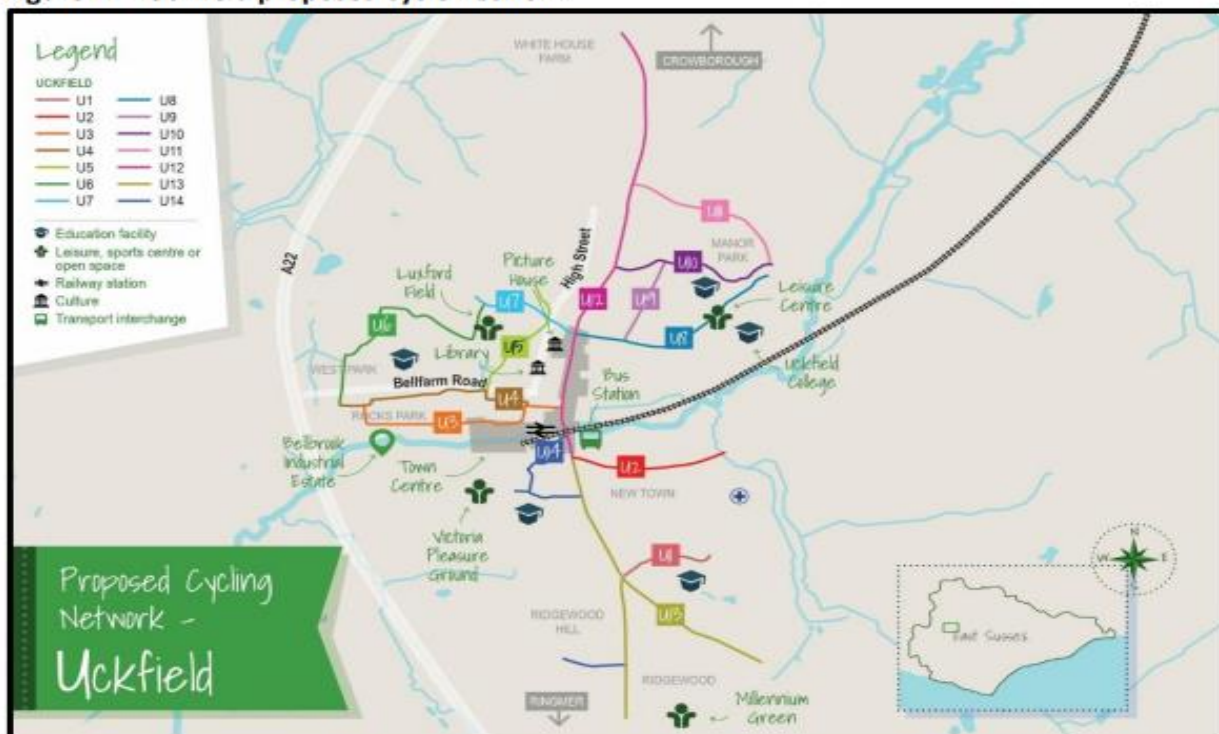 Legend
UCKFIELD
U1
U2
U3
U4
U5
U6
U7
U8
U9
U10
U11
U12
U13
U14
Education facility
Leisure, sports centre or
open space
Railway station
Culture
Transport interchange
WHITE HOUSE
FARM
CROWBOROUGH
A22
High Street
Picture
House
Luxford
Field
MANOR
PARK
U10
U12
U9
U7
U6
U5
U8
Leisure
Centre
Library
WEST PARK
Bellfarm Road
Uckfield
College
Bus
Station
U4
ROCKS PARK
U3
Bellbrook
Industrial
Estate
Town
Centre
U14
U2
NEW TOWN
Victoria
Pleasure
Ground
U1
U13
RIDGEWOOD
HILL
RIDGEWOOD
RINGMER
Millennium
Green
Proposed Cycling
Network -
Uckfield
N
W
E
S
East Sussex